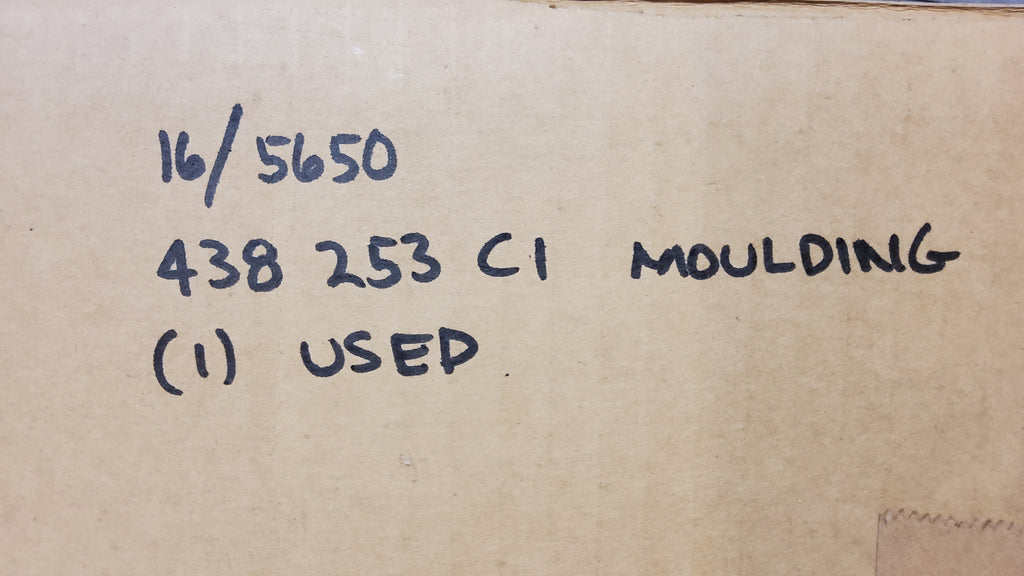 16/5650
438 253 C1 MOULDING
(1) USED